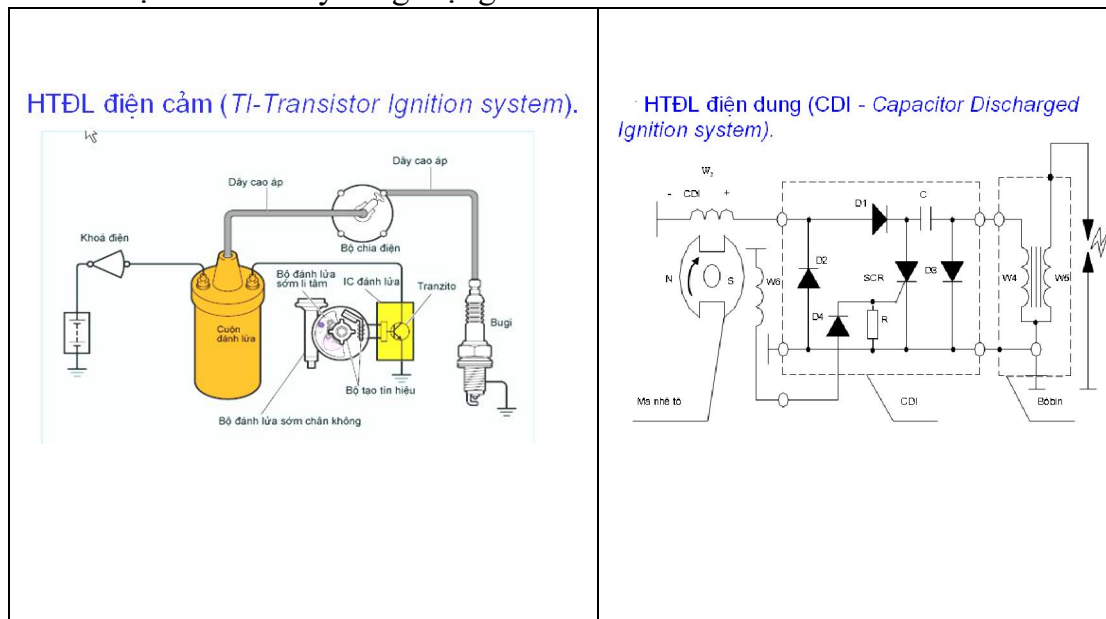 HTĐL điện cảm (TI-Transistor Ignition system).
Dây cao áp
Dây cao áp
Khoá điện
Bộ chia điện
Bộ đánh lửa
sớm li tâm
IC đánh lửa
Tranzito
Cuộn
đánh lửa
Bugi
Bộ tạo tín hiệu
Bộ đánh lửa sớm chân không
HTĐL điện dung (CDI - Capacitor Discharged
Ignition system).
- CDI +
D1
C
D2
N
S
W6
SCR
D3
W4
W5
D4
R
Ma nhê tô
CDI
Bôbin